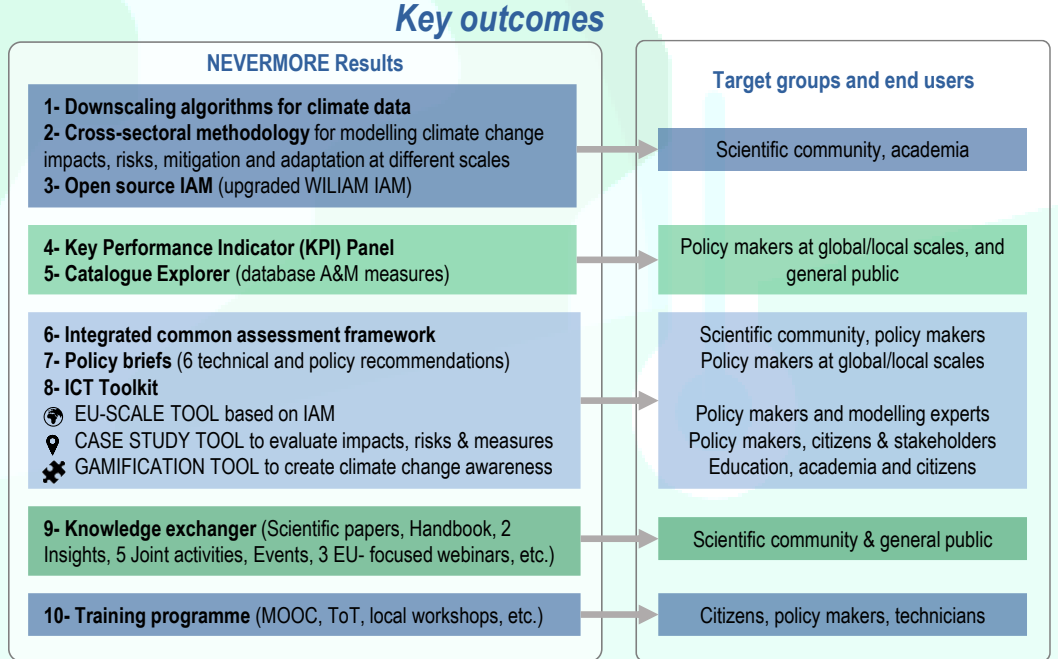 Key outcomes
NEVERMORE Results
1- Downscaling algorithms for climate data
2- Cross-sectoral methodology for modelling climate change
impacts, risks, mitigation and adaptation at different scales
3- Open source IAM (upgraded WILIAM IAM)
4- Key Performance Indicator (KPI) Panel
5- Catalogue Explorer (database A&M measures)
6- Integrated common assessment framework
7- Policy briefs (6 technical and policy recommendations)
8- ICT Toolkit
EU-SCALE TOOL based on IAM
CASE STUDY TOOL to evaluate impacts, risks & measures
GAMIFICATION TOOL to create climate change awareness
9- Knowledge exchanger (Scientific papers, Handbook, 2
Insights, 5 Joint activities, Events, 3 EU- focused webinars, etc.)
10- Training programme (MOOC, ToT, local workshops, etc.)
Target groups and end users
Scientific community, academia
Policy makers at global/local scales, and
general public
Scientific community, policy makers
Policy makers at global/local scales
Policy makers and modelling experts
Policy makers, citizens & stakeholders
Education, academia and citizens
Scientific community & general public
Citizens, policy makers, technicians